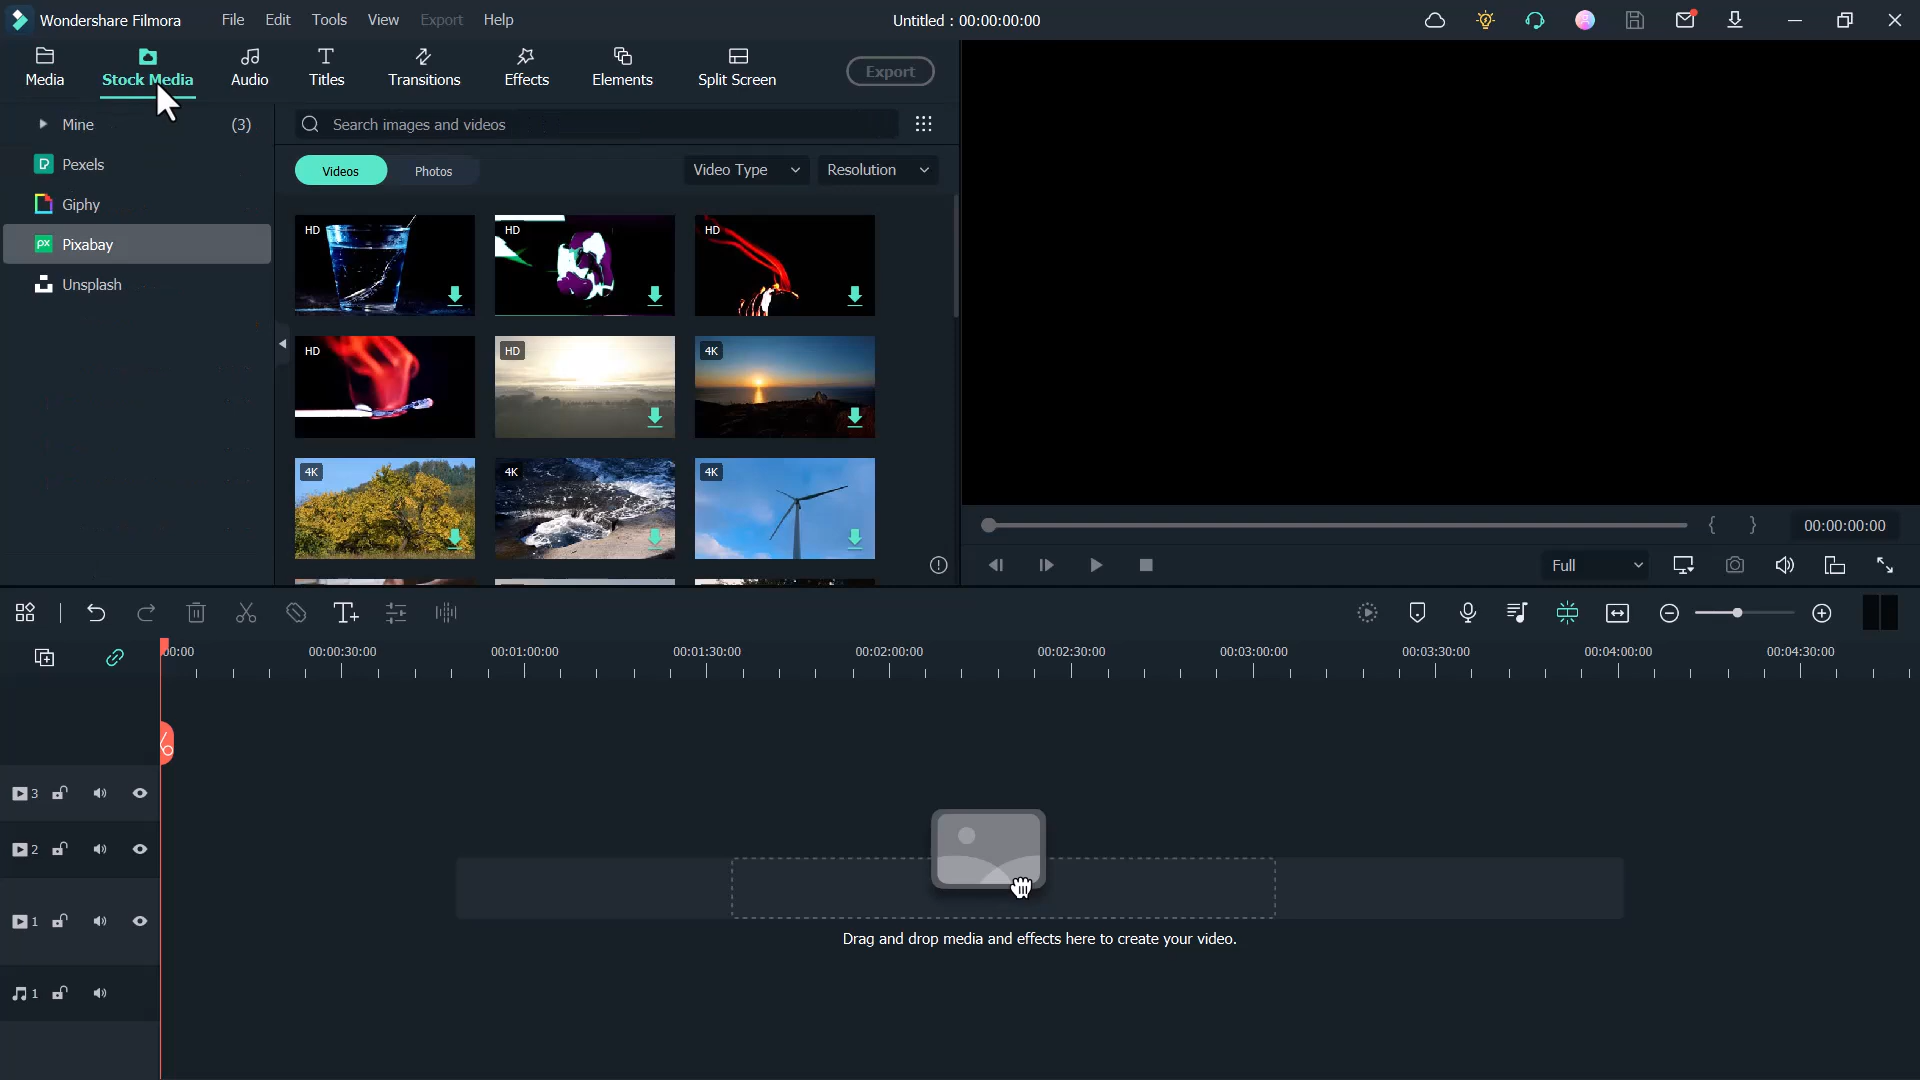 Wondershare Filmora File Edit Tools View Export Help Untitled : 00:00:00:00
Media Stock Media Audio Titles Transitions Effects Elements Split Screen Export
Mine (3)
Pexels
Giphy
Pixabay
Unsplash
Search images and videos
Videos Photos Video Type Resolution
HD HD HD
HD HD 4K
4K 4K 4K
{ } 00:00:00:00
Full
00:00 00:00:30:00 00:01:00:00 00:01:30:00 00:02:00:00 00:02:30:00 00:03:00:00 00:03:30:00 00:04:00:00 00:04:30:00
3
2
1
Drag and drop media and effects here to create your video.
1